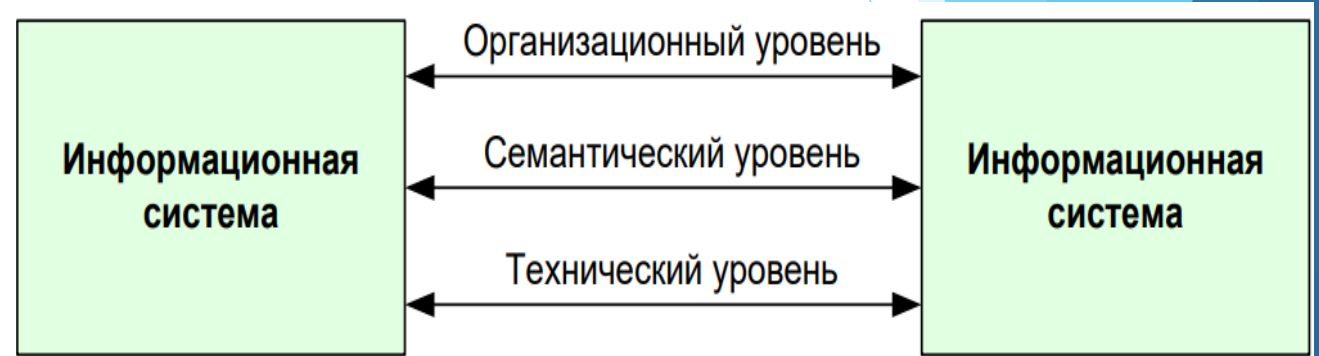 Организационный уровень
Информационная
система
Семантический уровень
Технический уровень
Информационная
система